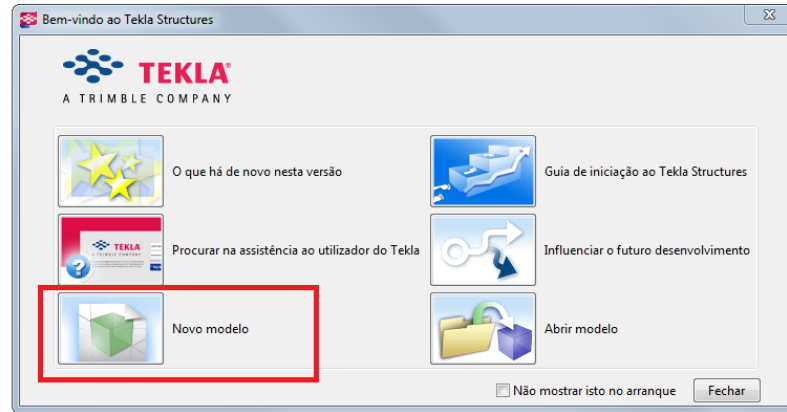 Bem-vindo ao Tekla Structures
TEKLA
A TRIMBLE COMPANY
O que há de novo nesta versão
Guia de iniciação ao Tekla Structures
TEKLA
Procurar na assistência ao utilizador do Tekla
Influenciar o futuro desenvolvimento
Novo modelo
Abrir modelo
Não mostrar isto no arranque
Fechar